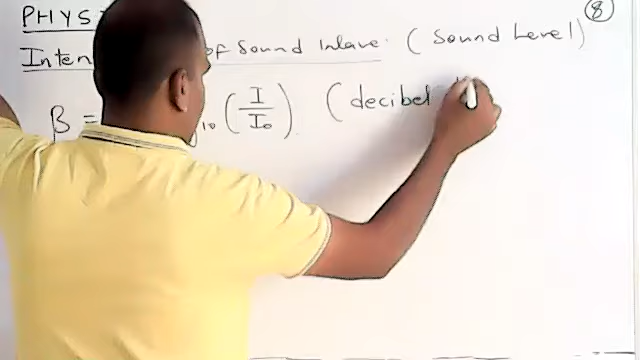 PHYS
8
Inten of Sound Wave. (Sound Level)
β = 10 (I/I₀) (decibel